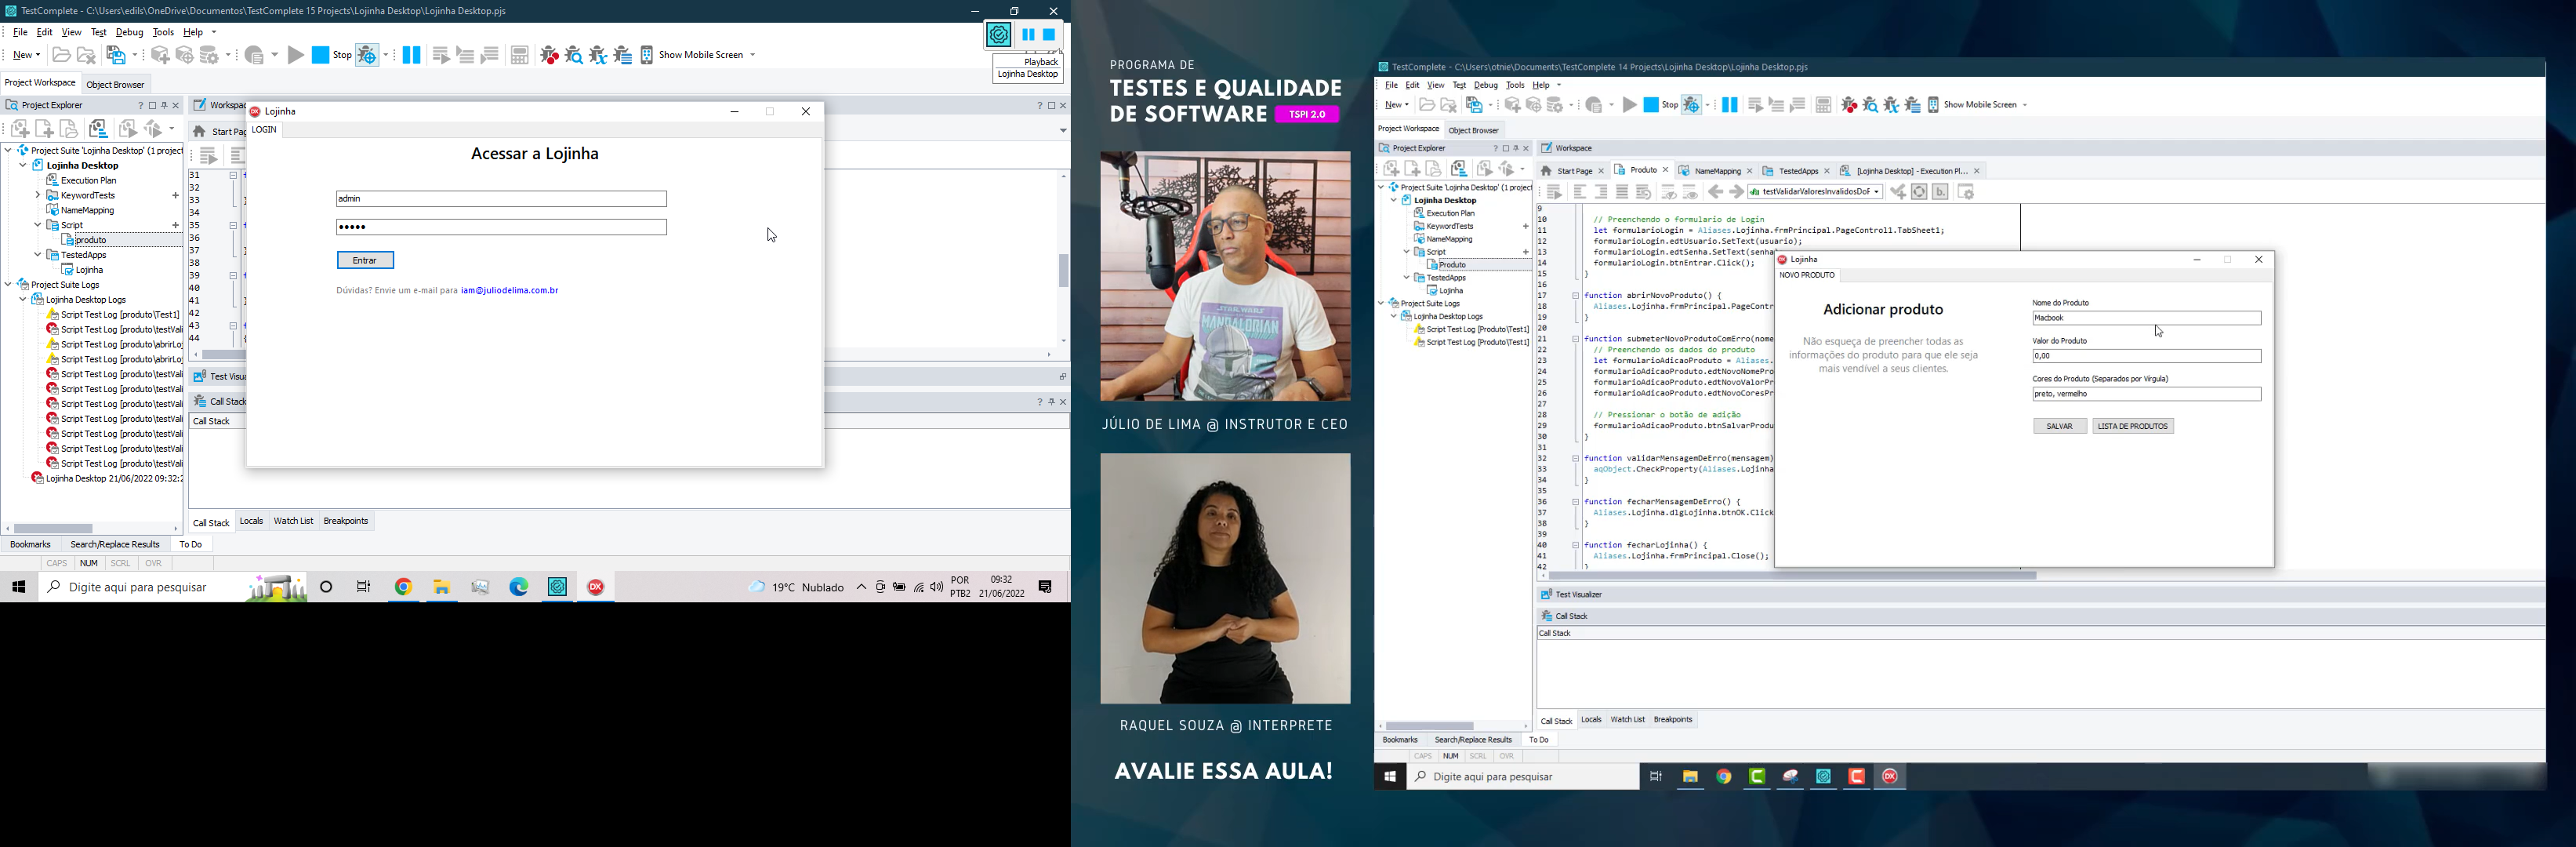 TestComplete - C:\Users\edils\OneDrive\Documentos\TestComplete 15 Projects\Lojinha Desktop\Lojinha Desktop.pjs
File Edit View Test Debug Tools Help
New Stop Show Mobile Screen
Playback
Lojinha Desktop
Project Workspace Object Browser
Project Explorer
Workspac
Start Pag
Project Suite 'Lojinha Desktop' (1 project
Lojinha Desktop
Execution Plan
KeywordTests
NameMapping
Script
produto
TestedApps
Lojinha
Project Suite Logs
Lojinha Desktop Logs
Script Test Log [produto\Test1]
Script Test Log [produto\testVali
Script Test Log [produto\abrirLoj
Script Test Log [produto\abrirLoj
Script Test Log [produto\testVali
Script Test Log [produto\testVali
Script Test Log [produto\testVali
Script Test Log [produto\testVali
Script Test Log [produto\testVali
Script Test Log [produto\testVali
Script Test Log [produto\testVali
Lojinha Desktop 21/06/2022 09:32:2
31
32
33
34
35
36
37
38
39
40
41
42
43
44
Lojinha
LOGIN
Acessar a Lojinha
admin
•••••
Entrar
Dúvidas? Envie um e-mail para iam@juliodelima.com.br
Test Visua
Call Stack
Call Stack
Call Stack Locals Watch List Breakpoints
Bookmarks Search/Replace Results To Do
CAPS NUM SCRL OVR
Digite aqui para pesquisar
19°C Nublado
POR
PTB2
09:32
21/06/2022
PROGRAMA DE
TESTES E QUALIDADE
DE SOFTWARE TSPI 2.0
STAR WARS
MANDALORIAN
JÚLIO DE LIMA @ INSTRUTOR E CEO
RAQUEL SOUZA @ INTERPRETE
AVALIE ESSA AULA!
TestComplete - C:\Users\otnie\Documents\TestComplete 14 Projects\Lojinha Desktop\Lojinha Desktop.pjs
File Edit View Test Debug Tools Help
New Stop Show Mobile Screen
Project Workspace Object Browser
Project Explorer
Workspace
Start Page Produto NameMapping TestedApps [Lojinha Desktop] - Execution Pl...
testValidarValoresInvalidosDoF
Project Suite 'Lojinha Desktop' (1 project
Lojinha Desktop
Execution Plan
KeywordTests
NameMapping
Script
Produto
TestedApps
Lojinha
Project Suite Logs
Lojinha Desktop Logs
Script Test Log [Produto\Test1]
Script Test Log [Produto\Test1]
9
10 // Preenchendo o formulario de Login
11 let formularioLogin = Aliases.Lojinha.frmPrincipal.PageControl1.TabSheet1;
12 formularioLogin.edtUsuario.SetText(usuario);
13 formularioLogin.edtSenha.SetText(senha
14 formularioLogin.btnEntrar.Click();
15 }
16
17 function abrirNovoProduto() {
18 Aliases.Lojinha.frmPrincipal.PageContr
19 }
20
21 function submeterNovoProdutoComErro(nome
22 // Preenchendo os dados do produto
23 let formularioAdicaoProduto = Aliases.
24 formularioAdicaoProduto.edtNovoNomePro
25 formularioAdicaoProduto.edtNovoValorPr
26 formularioAdicaoProduto.edtNovoCoresPr
27
28 // Pressionar o botão de adição
29 formularioAdicaoProduto.btnSalvarProdu
30 }
31
32 function validarMensagemDeErro(mensagem)
33 aqObject.CheckProperty(Aliases.Lojinha
34 }
35
36 function fecharMensagemDeErro() {
37 Aliases.Lojinha.dlgLojinha.btnOK.Click
38 }
39
40 function fecharLojinha() {
41 Aliases.Lojinha.frmPrincipal.Close();
42 }
Lojinha
NOVO PRODUTO
Adicionar produto
Não esqueça de preencher todas as
informações do produto para que ele seja
mais vendível a seus clientes.
Nome do Produto
Macbook
Valor do Produto
0,00
Cores do Produto (Separados por Vírgula)
preto, vermelho
SALVAR LISTA DE PRODUTOS
Test Visualizer
Call Stack
Call Stack
Call Stack Locals Watch List Breakpoints
Bookmarks Search/Replace Results To Do
CAPS NUM SCRL OVR
Digite aqui para pesquisar